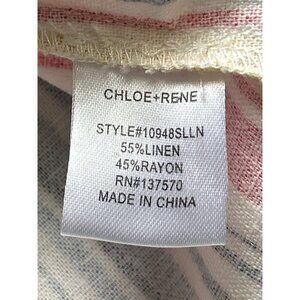 CHLOE+RENE
STYLE#10948SLLN
55%LINEN
45%RAYON
RN#137570
MADE IN CHINA